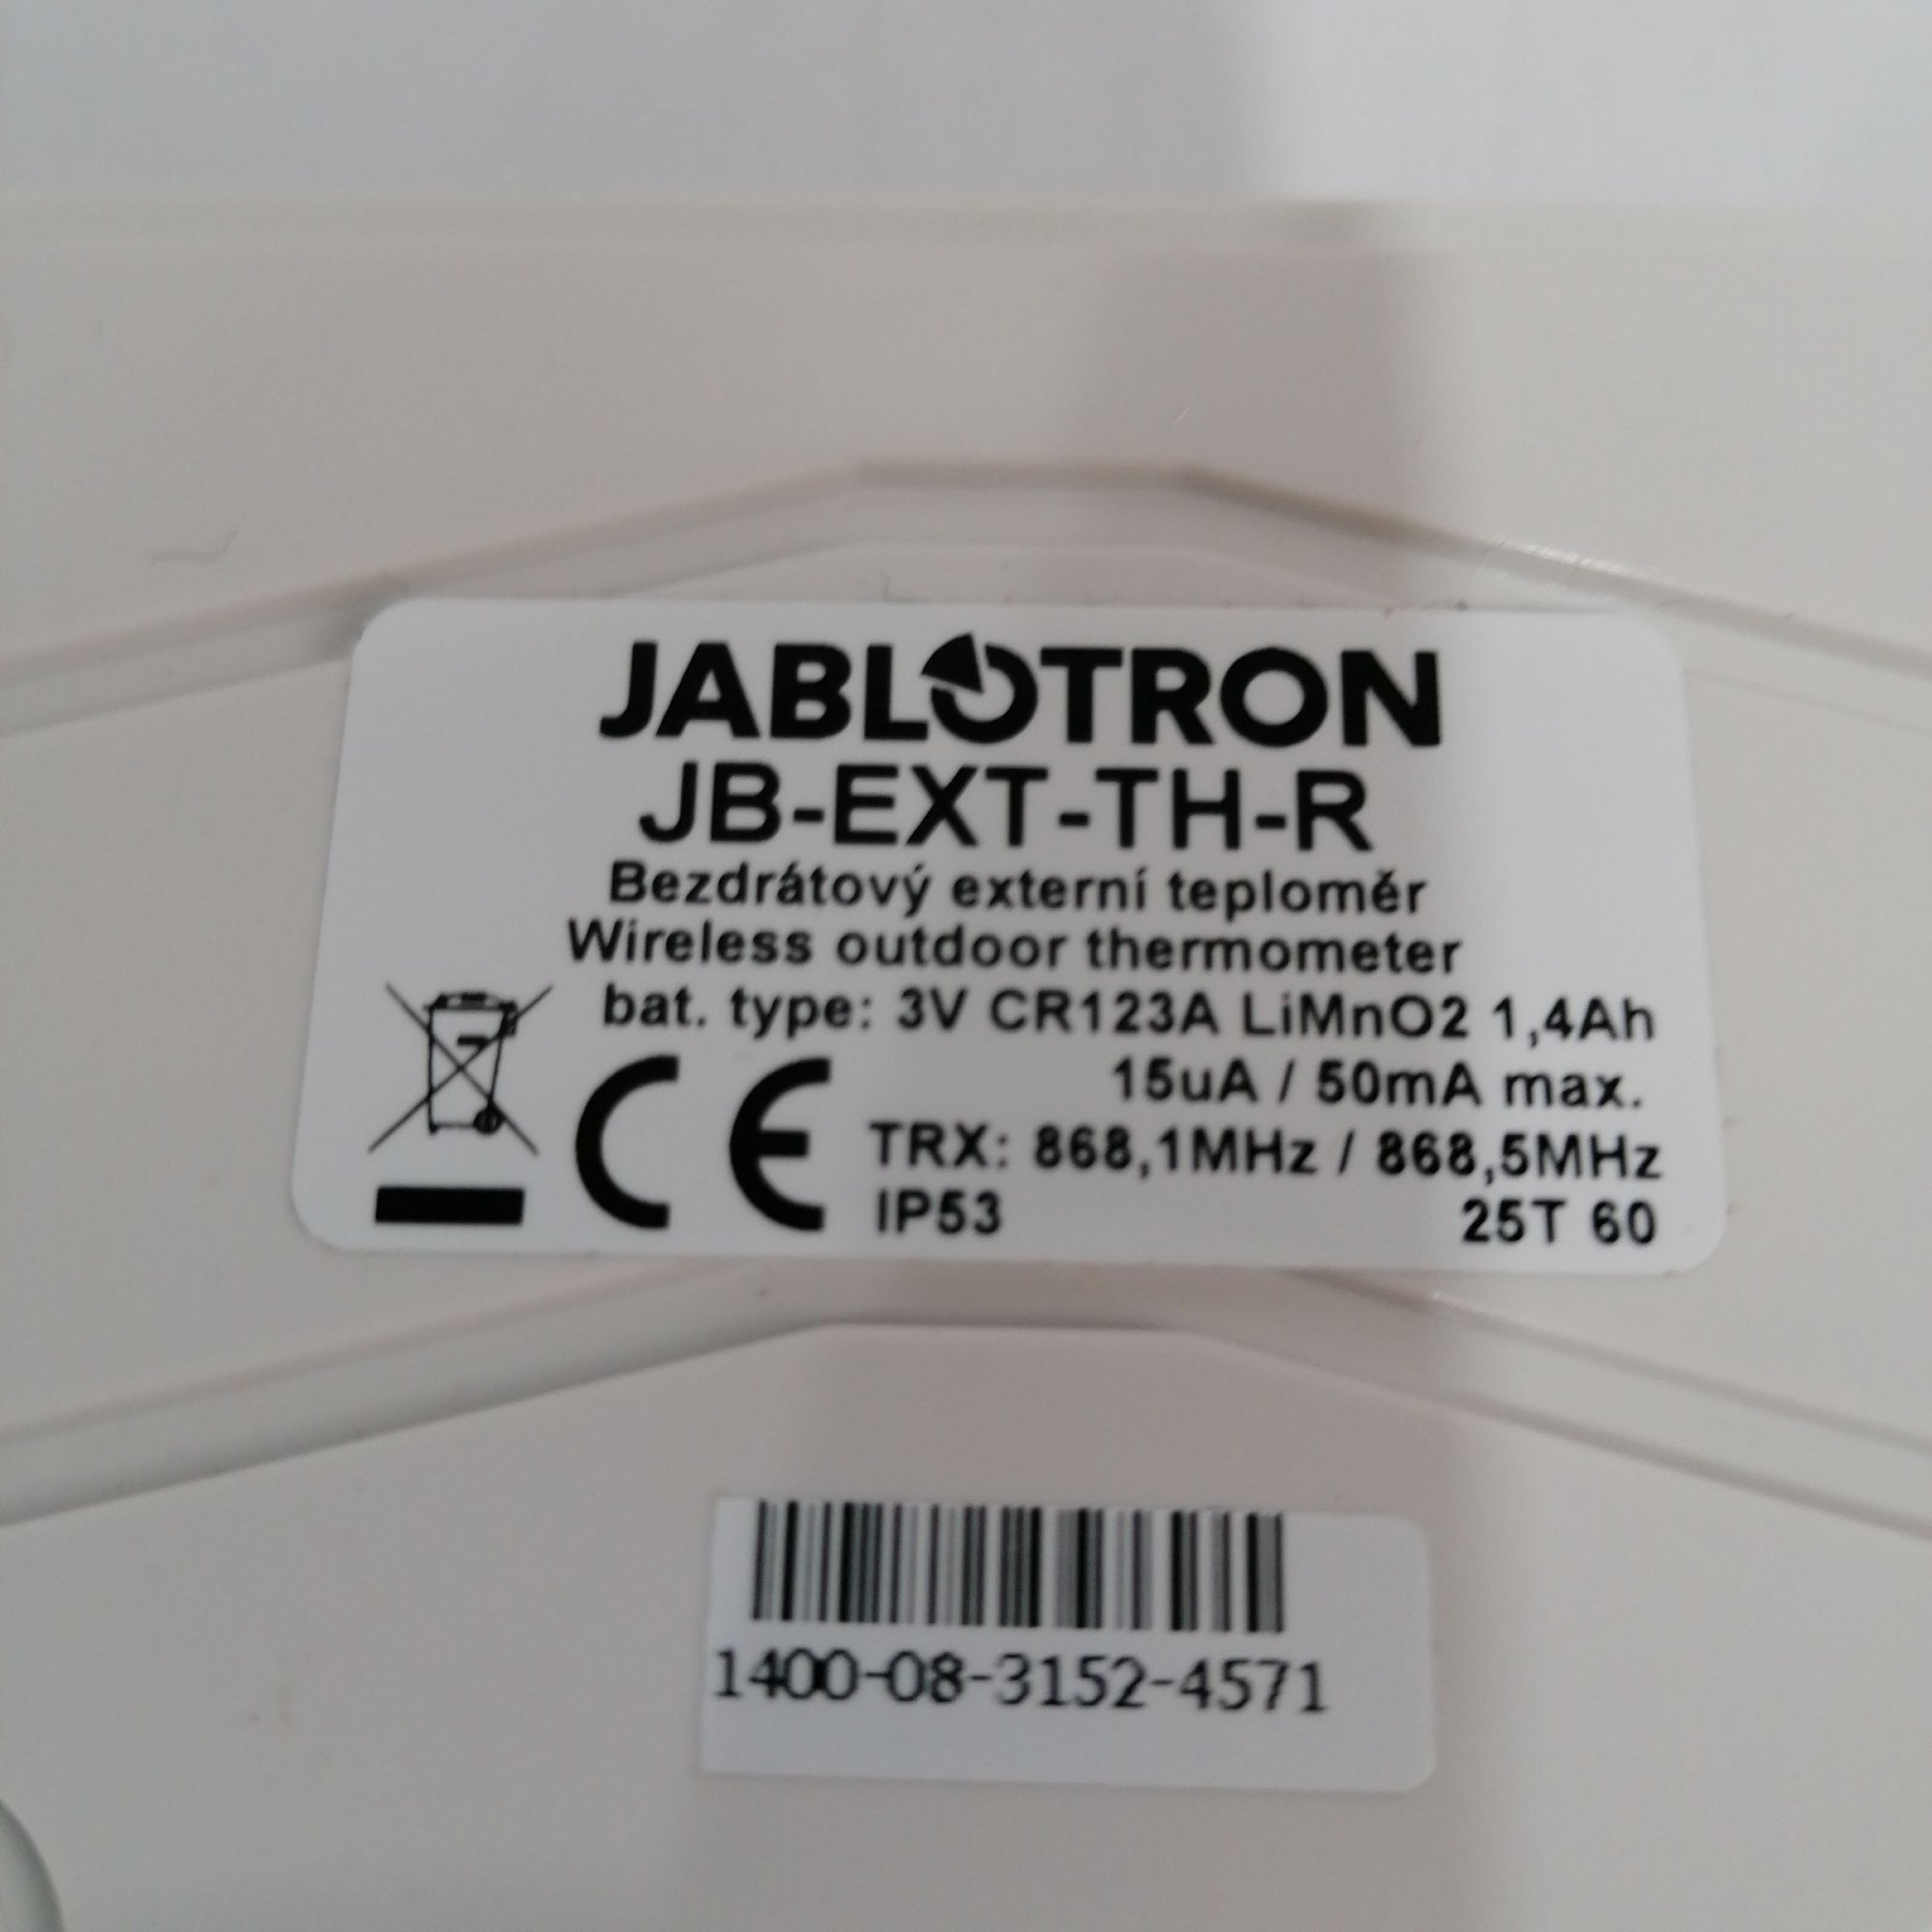 JABLOTRON
JB-EXT-TH-R
Bezdrátový externí teploměr
Wireless outdoor thermometer
bat. type: 3V CR123A LiMnO2 1,4Ah
15uA / 50mA max.
CE TRX: 868,1MHz / 868,5MHz
IP53 25T 60
1400-08-3152-4571